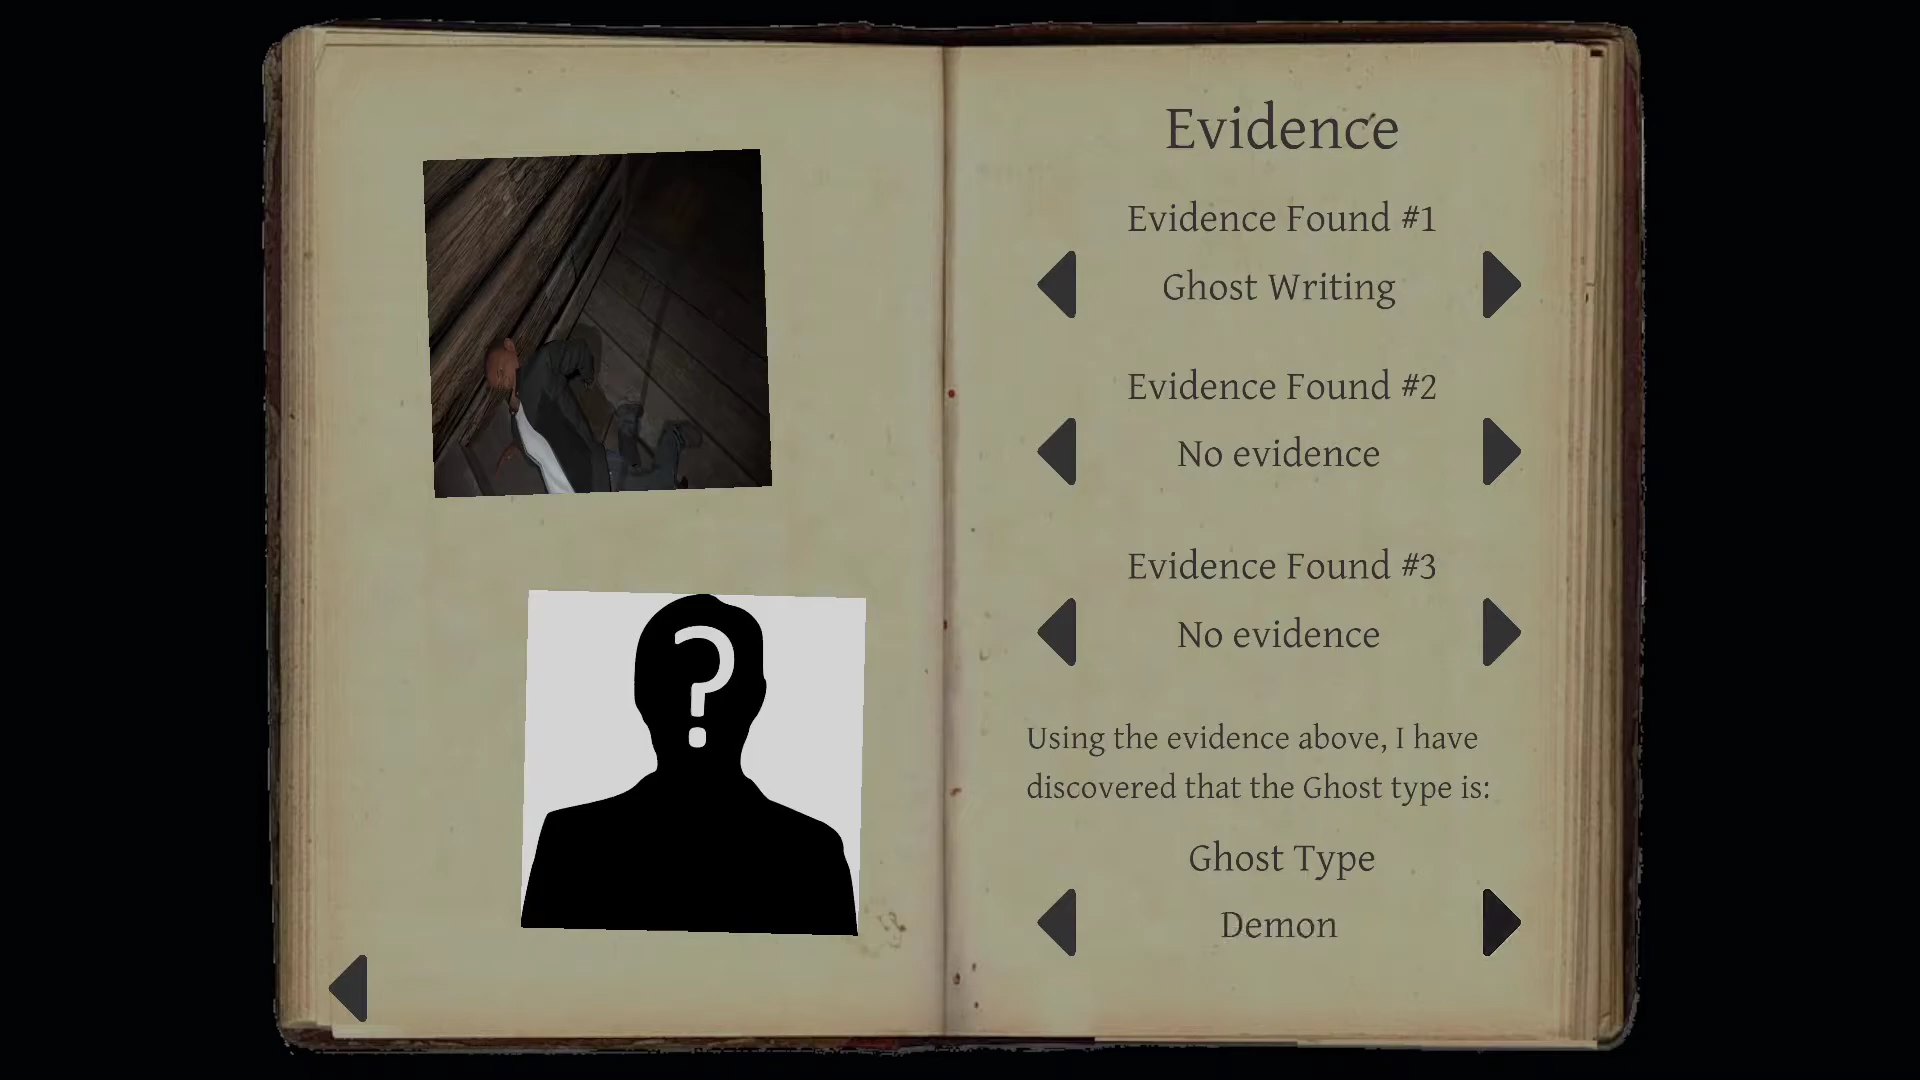 Evidence
Evidence Found #1
Ghost Writing
Evidence Found #2
No evidence
Evidence Found #3
No evidence
Using the evidence above, I have
discovered that the Ghost type is:
Ghost Type
Demon
?